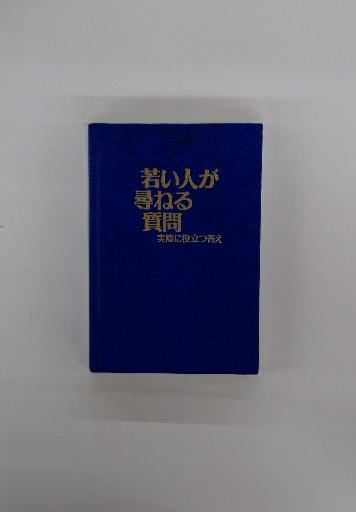 若い人が
尋ねる
質問
実際に役立つ答え